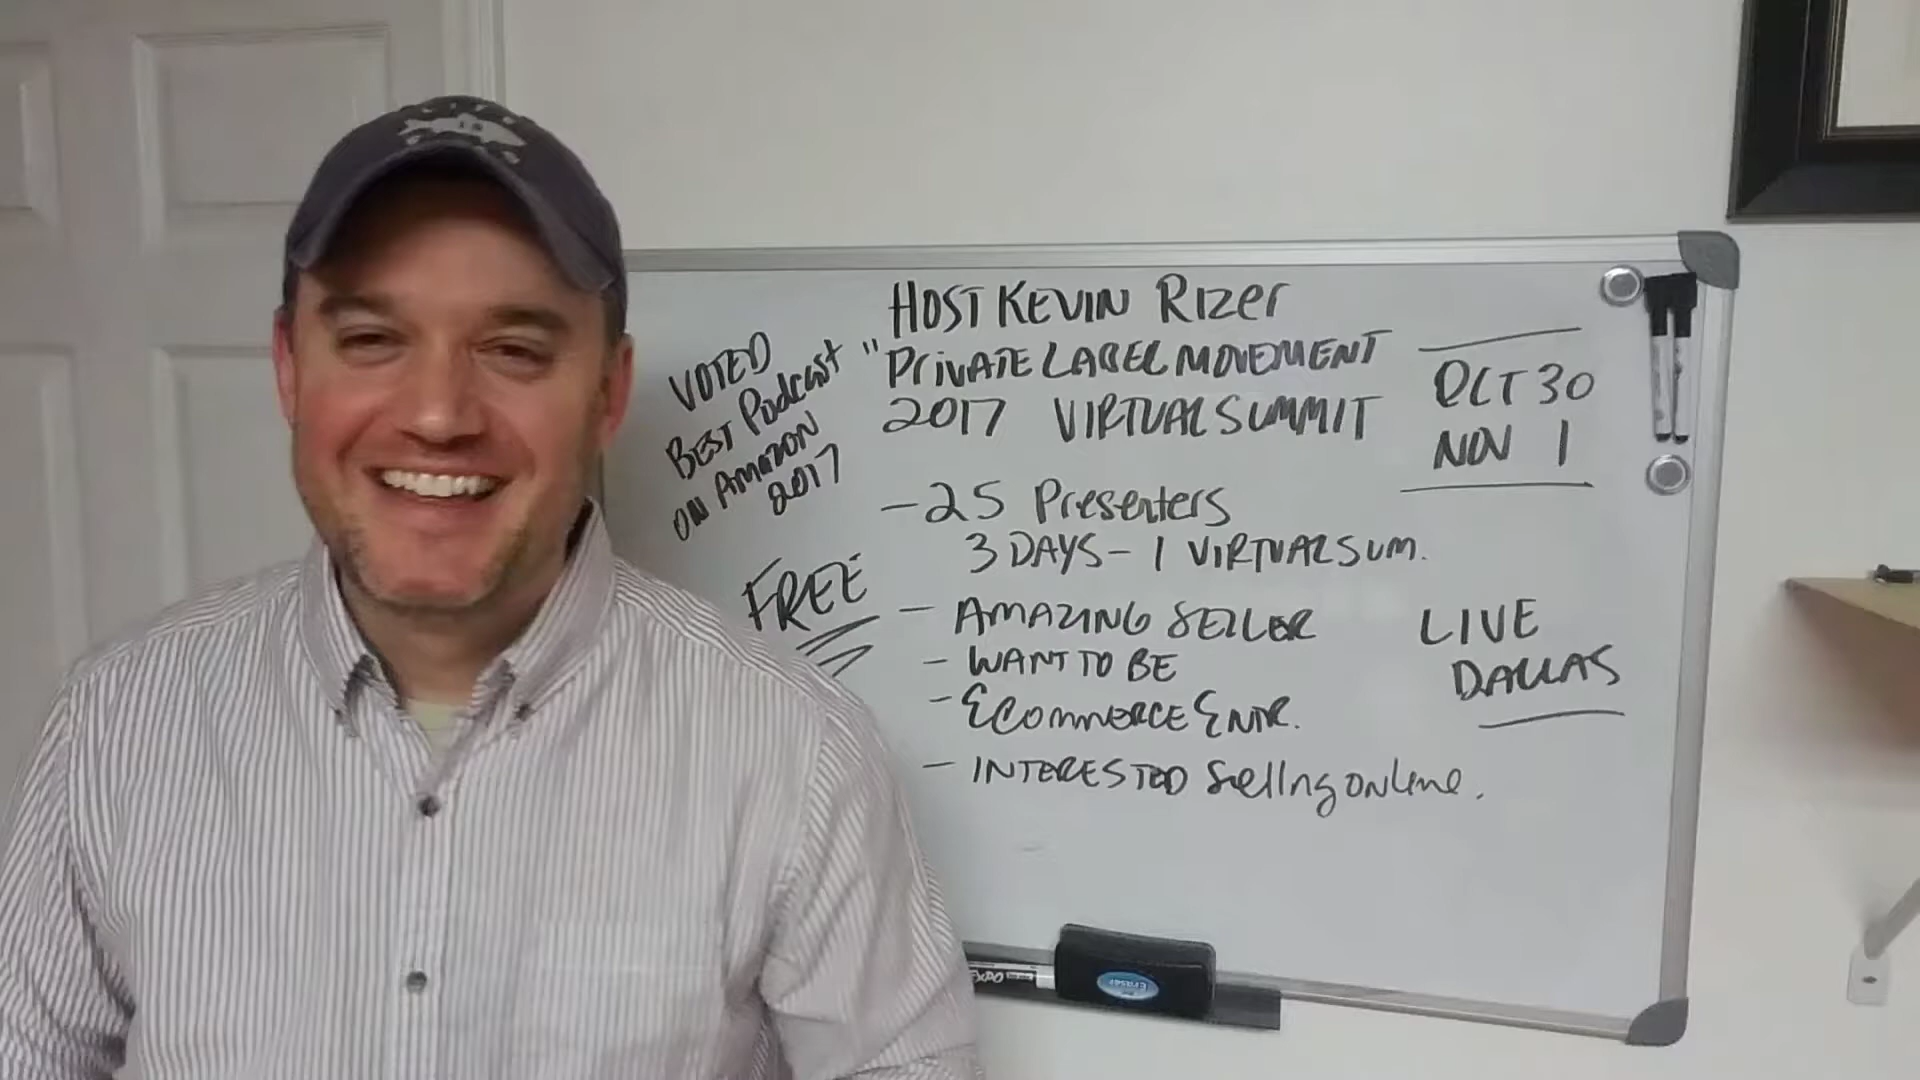 HOST KEVIN RIZER
"PRIVATE LABEL MOVEMENT
2017 VIRTUAL SUMMIT
OCT 30
NOV 1
VOTED
BEST Podcast
ON AMAZON
2017
- 25 Presenters
3 DAYS - 1 VIRTUAL SUM.
FREE
- AMAZING SELLER
- WANT TO BE
- ECOMMERCE ENTR.
- INTERESTED Selling ONLINE.
LIVE
DALLAS
EXPO
Eraser